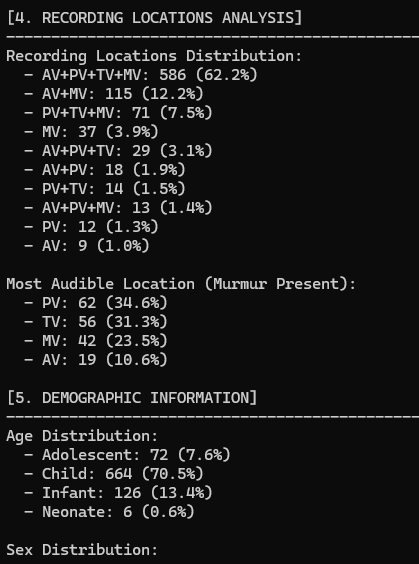 [4. RECORDING LOCATIONS ANALYSIS]
----------------------------------------------
Recording Locations Distribution:
  - AV+PV+TV+MV: 586 (62.2%)
  - AV+MV: 115 (12.2%)
  - PV+TV+MV: 71 (7.5%)
  - MV: 37 (3.9%)
  - AV+PV+TV: 29 (3.1%)
  - AV+PV: 18 (1.9%)
  - PV+TV: 14 (1.5%)
  - AV+PV+MV: 13 (1.4%)
  - PV: 12 (1.3%)
  - AV: 9 (1.0%)
Most Audible Location (Murmur Present):
  - PV: 62 (34.6%)
  - TV: 56 (31.3%)
  - MV: 42 (23.5%)
  - AV: 19 (10.6%)
[5. DEMOGRAPHIC INFORMATION]
----------------------------------------------
Age Distribution:
  - Adolescent: 72 (7.6%)
  - Child: 664 (70.5%)
  - Infant: 126 (13.4%)
  - Neonate: 6 (0.6%)
Sex Distribution: